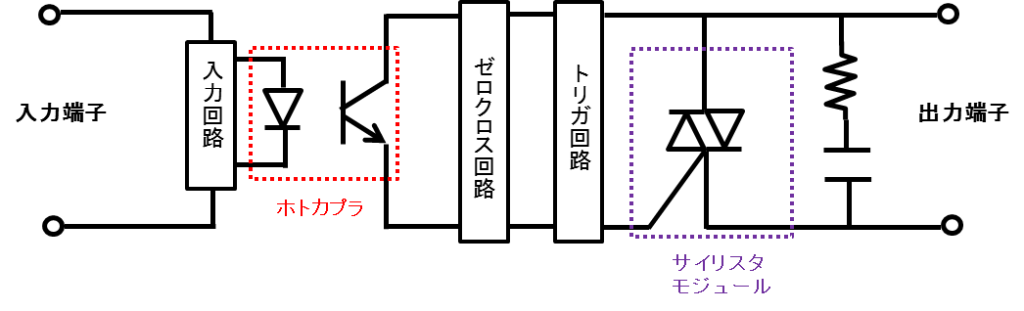 入力端子
入力回路
ホトカプラ
ゼロクロス回路
トリガ回路
サイリスタ
モジュール
出力端子